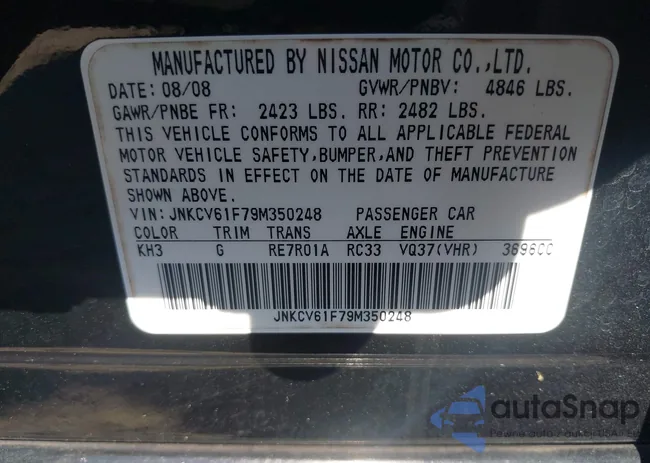 MANUFACTURED BY NISSAN MOTOR CO.,LTD.
DATE: 08/08 GVWR/PNBV: 4846 LBS.
GAWR/PNBE FR: 2423 LBS. RR: 2482 LBS.
THIS VEHICLE CONFORMS TO ALL APPLICABLE FEDERAL
MOTOR VEHICLE SAFETY,BUMPER,AND THEFT PREVENTION
STANDARDS IN EFFECT ON THE DATE OF MANUFACTURE
SHOWN ABOVE.
VIN: JNKCV61F79M350248 PASSENGER CAR
COLOR TRIM TRANS AXLE ENGINE
KH3 G RE7R01A RC33 VQ37(VHR) 3696CC
JNKCV61F79M350248
autaSnap
Pewne auto z